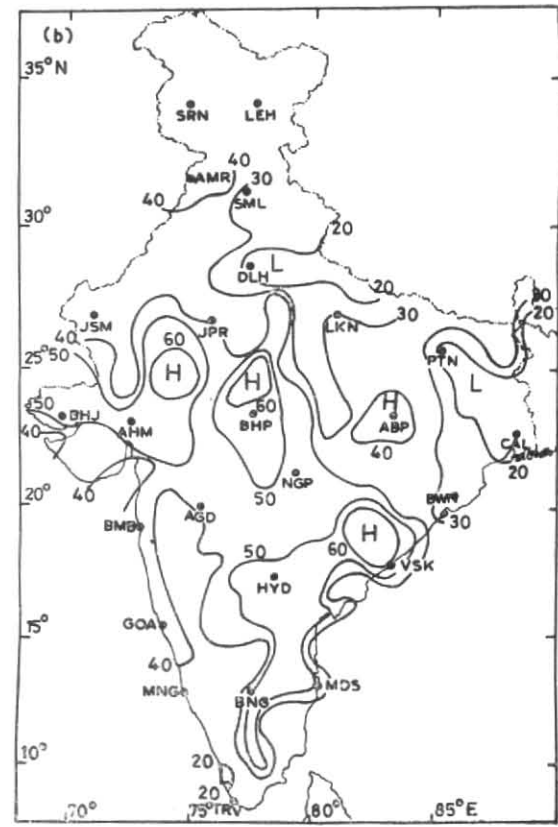 (b)
35°N
SRN LEH
40
40 AMR 30
SML
30° 20
L
DLH
20
30
20
JSM JPR LKN 30
40 60
25° 50 PTN
H H L
H
50 BHJ 60
AHM BHP ABP
40 40 CAL
20
40 50 NGP
20° BWN
AGD 30
BMB H
50 60
VSK
HYD
15° GOA
40
MNG BNG MDS
10° 20
L
20 TRV
70° 75° 80° 85°E